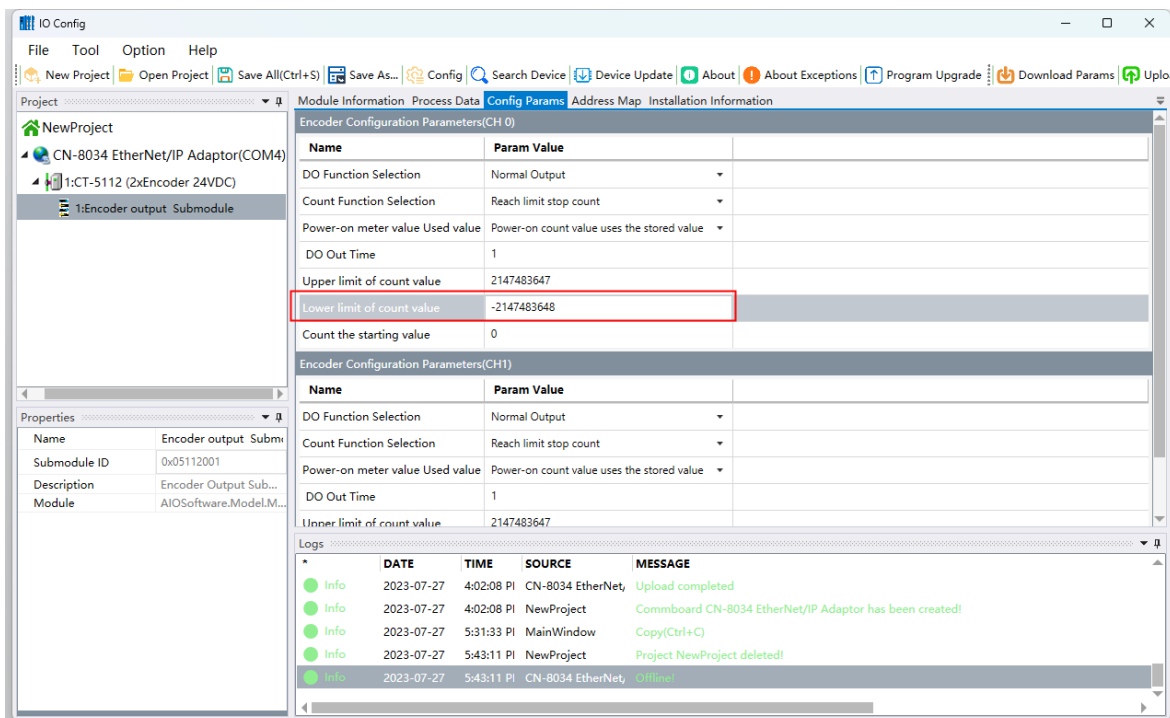 IO Config
File Tool Option Help
New Project Open Project Save All(Ctrl+S) Save As... Config Search Device Device Update About About Exceptions Program Upgrade Download Params Uplo
Project
NewProject
CN-8034 EtherNet/IP Adaptor(COM4)
1:CT-5112 (2xEncoder 24VDC)
1:Encoder output Submodule
Properties
Name Encoder output Subm
Submodule ID 0x05112001
Description Encoder Output Sub...
Module AIOSoftware.Model.M...
Module Information Process Data Config Params Address Map Installation Information
Encoder Configuration Parameters(CH 0)
Name Param Value
DO Function Selection Normal Output
Count Function Selection Reach limit stop count
Power-on meter value Used value Power-on count value uses the stored value
DO Out Time 1
Upper limit of count value 2147483647
Lower limit of count value -2147483648
Count the starting value 0
Encoder Configuration Parameters(CH1)
Name Param Value
DO Function Selection Normal Output
Count Function Selection Reach limit stop count
Power-on meter value Used value Power-on count value uses the stored value
DO Out Time 1
Upper limit of count value 2147483647
Logs
* DATE TIME SOURCE MESSAGE
Info 2023-07-27 4:02:08 PI CN-8034 EtherNet, Upload completed
Info 2023-07-27 4:02:08 PI NewProject Commboard CN-8034 EtherNet/IP Adaptor has been created!
Info 2023-07-27 5:31:33 PI MainWindow Copy(Ctrl+C)
Info 2023-07-27 5:43:11 PI NewProject Project NewProject deleted!
Info 2023-07-27 5:43:11 PI CN-8034 EtherNet, Offline!